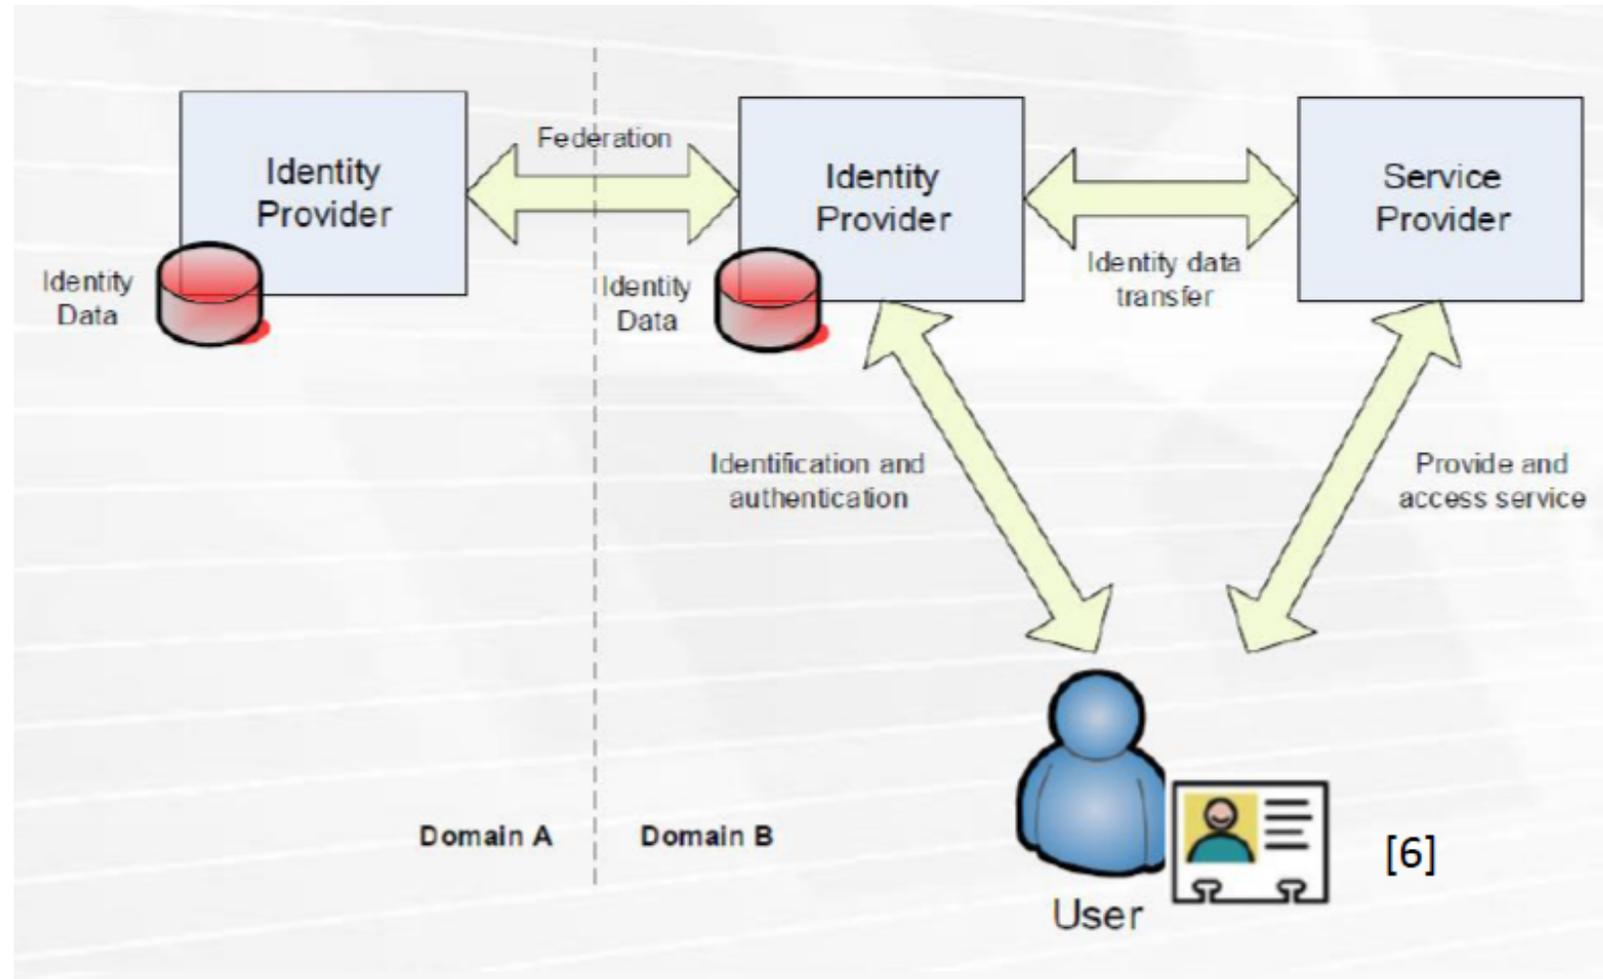 Federation
Identity
Provider
Identity
Provider
Service
Provider
Identity
Data
Identity
Data
Identity data
transfer
Identification and
authentication
Provide and
access service
Domain A
Domain B
[6]
User